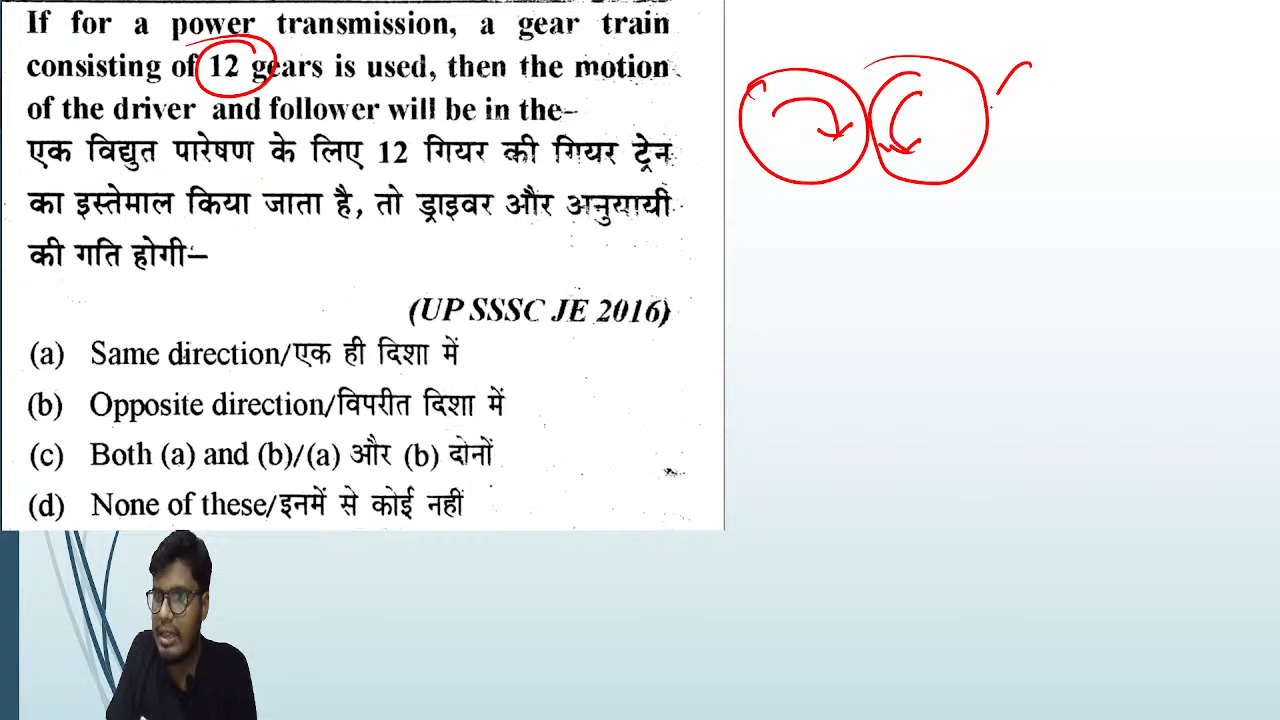 If for a power transmission, a gear train
consisting of 12 gears is used, then the motion
of the driver and follower will be in the–
एक विद्युत पारेषण के लिए 12 गियर की गियर ट्रेन
का इस्तेमाल किया जाता है, तो ड्राइवर और अनुयायी
की गति होगी–
(UP SSSC JE 2016)
(a) Same direction/एक ही दिशा में
(b) Opposite direction/विपरीत दिशा में
(c) Both (a) and (b)/(a) और (b) दोनों
(d) None of these/इनमें से कोई नहीं